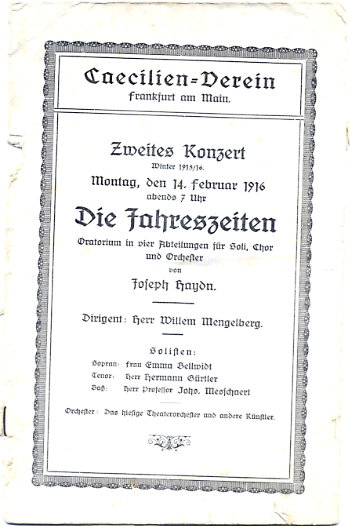 Caecilien-Verein
Frankfurt am Main.
Zweites Konzert
Winter 1915/16.
Montag, den 14. Februar 1916
abends 7 Uhr
Die Jahreszeiten
Oratorium in vier Abteilungen für Soli, Chor
und Orchester
von
Joseph Haydn.
Dirigent: Herr Willem Mengelberg.
Solisten:
Sopran: Frau Emma Bellwidt
Tenor: Herr Hermann Gürtler
Baß: Herr Professor Johs. Messchaert
Orchester: Das hiesige Theaterorchester und andere Künstler.